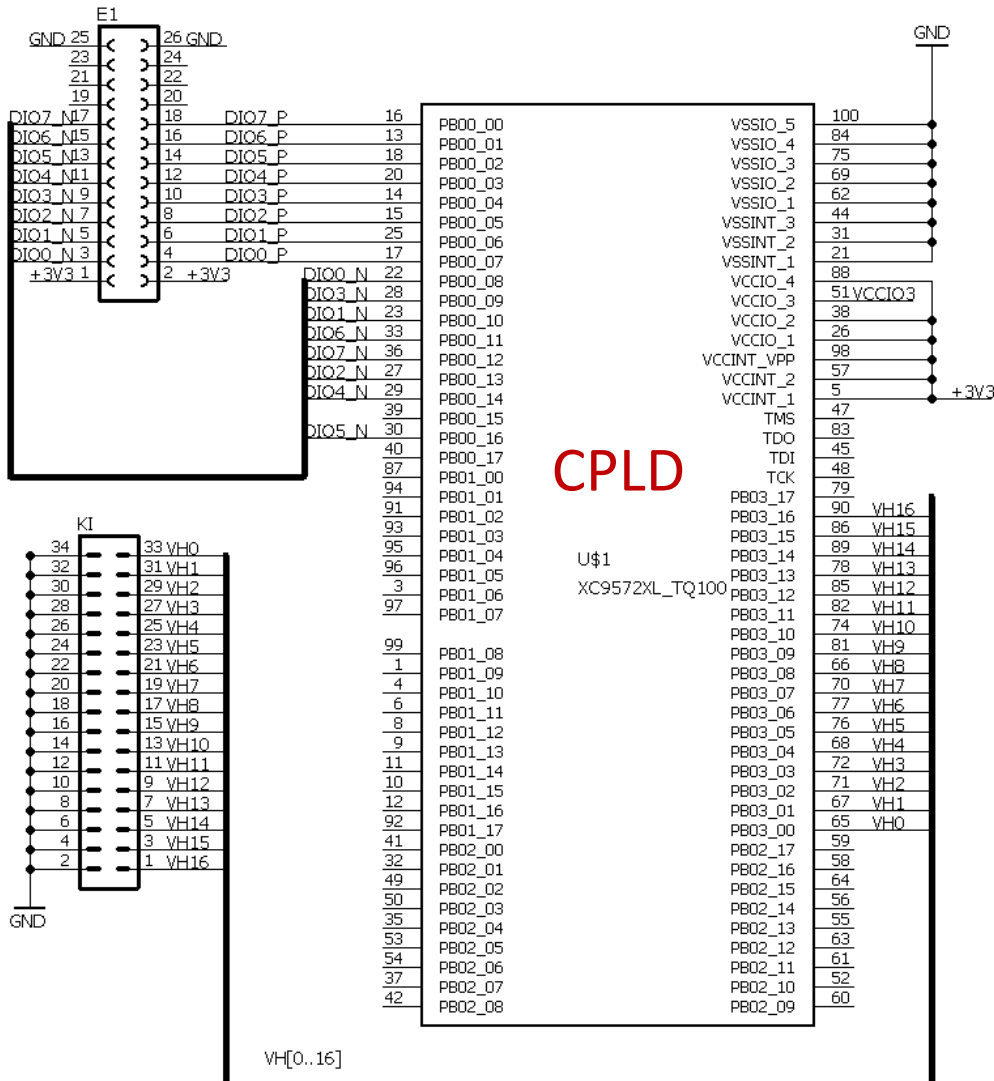 E1
GND 25 26 GND
23 24
21 22
19 20
DIO7_N 17 18 DIO7_P
DIO6_N 15 16 DIO6_P
DIO5_N 13 14 DIO5_P
DIO4_N 11 12 DIO4_P
DIO3_N 9 10 DIO3_P
DIO2_N 7 8 DIO2_P
DIO1_N 5 6 DIO1_P
DIO0_N 3 4 DIO0_P
+3V3 1 2 +3V3
GND
16 PB00_00 VSSIO_5 100
13 PB00_01 VSSIO_4 84
18 PB00_02 VSSIO_3 75
20 PB00_03 VSSIO_2 69
14 PB00_04 VSSIO_1 62
15 PB00_05 VSSINT_3 44
25 PB00_06 VSSINT_2 31
17 PB00_07 VSSINT_1 21
DIO0_N 22 PB00_08 VCCIO_4 88
DIO3_N 28 PB00_09 VCCIO_3 51 VCCIO3
DIO1_N 23 PB00_10 VCCIO_2 38
DIO6_N 33 PB00_11 VCCIO_1 26
DIO7_N 36 PB00_12 VCCINT_VPP 98
DIO2_N 27 PB00_13 VCCINT_2 57
DIO4_N 29 PB00_14 VCCINT_1 5 +3V3
39 PB00_15 TMS 47
DIO5_N 30 PB00_16 TDO 83
40 PB00_17 TDI 45
87 PB01_00 TCK 48
94 PB01_01 PB03_17 79
91 PB01_02 PB03_16 90 VH16
93 PB01_03 PB03_15 86 VH15
95 PB01_04 PB03_14 89 VH14
96 PB01_05 PB03_13 78 VH13
3 PB01_06 PB03_12 85 VH12
97 PB01_07 PB03_11 82 VH11
PB03_10 74 VH10
99 PB01_08 PB03_09 81 VH9
1 PB01_09 PB03_08 66 VH8
4 PB01_10 PB03_07 70 VH7
6 PB01_11 PB03_06 77 VH6
8 PB01_12 PB03_05 76 VH5
9 PB01_13 PB03_04 68 VH4
11 PB01_14 PB03_03 72 VH3
10 PB01_15 PB03_02 71 VH2
12 PB01_16 PB03_01 67 VH1
92 PB01_17 PB03_00 65 VH0
41 PB02_00 PB02_17 59
32 PB02_01 PB02_16 58
49 PB02_02 PB02_15 64
50 PB02_03 PB02_14 56
35 PB02_04 PB02_13 55
53 PB02_05 PB02_12 63
54 PB02_06 PB02_11 61
37 PB02_07 PB02_10 52
42 PB02_08 PB02_09 60
CPLD
U$1
XC9572XL_TQ100
KI
34 33 VH0
32 31 VH1
30 29 VH2
28 27 VH3
26 25 VH4
24 23 VH5
22 21 VH6
20 19 VH7
18 17 VH8
16 15 VH9
14 13 VH10
12 11 VH11
10 9 VH12
8 7 VH13
6 5 VH14
4 3 VH15
2 1 VH16
GND
VH[0..16]